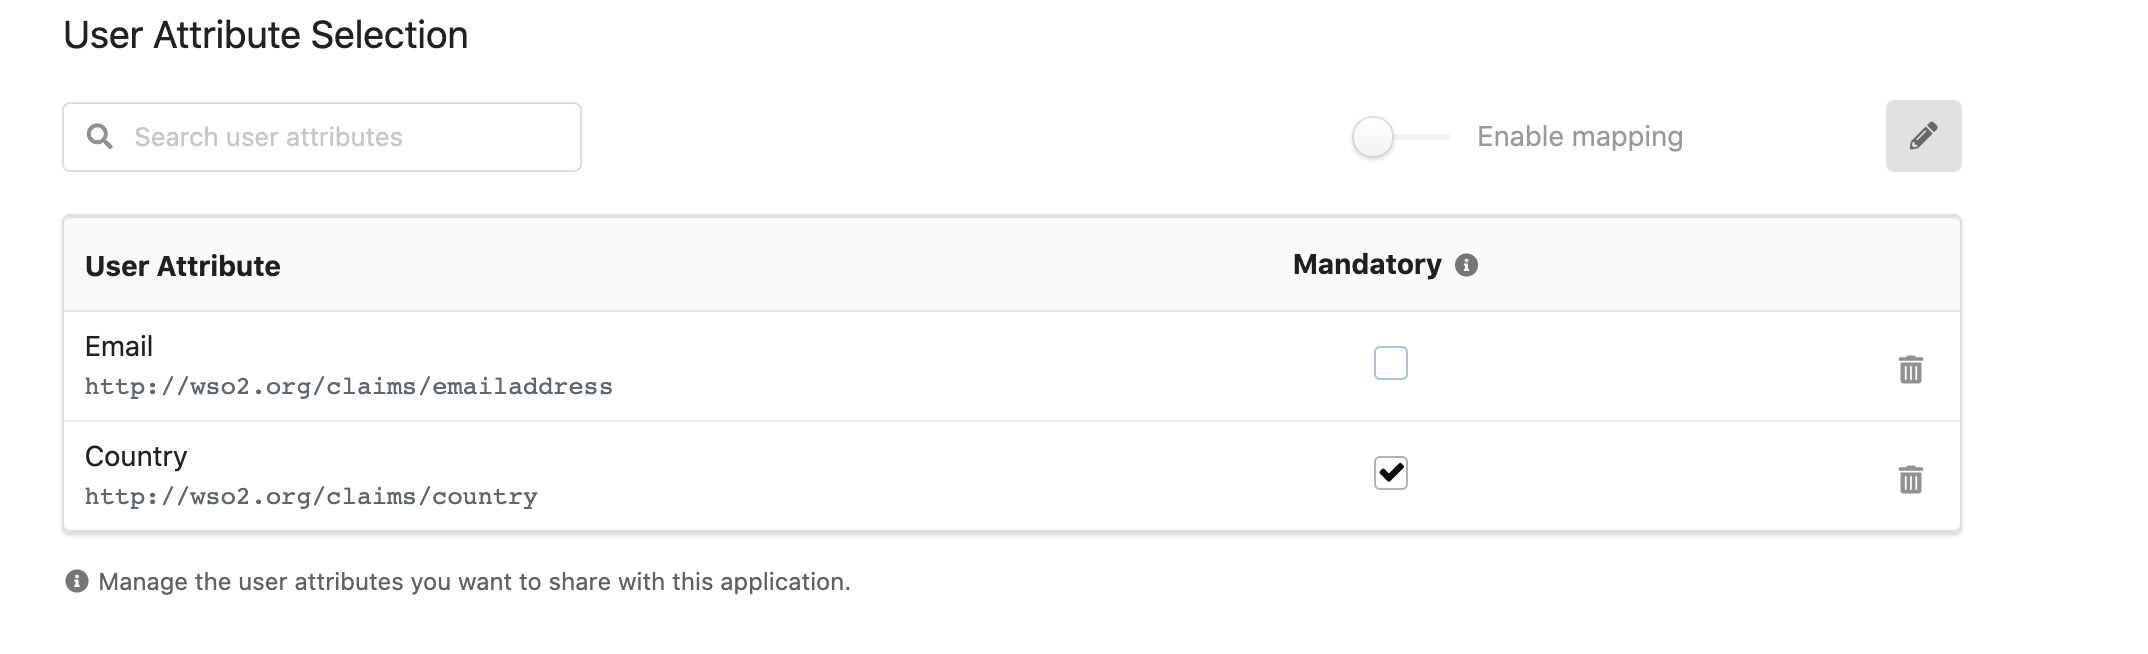 User Attribute Selection
Search user attributes
Enable mapping
User Attribute
Mandatory
Email
http://wso2.org/claims/emailaddress
Country
http://wso2.org/claims/country
Manage the user attributes you want to share with this application.